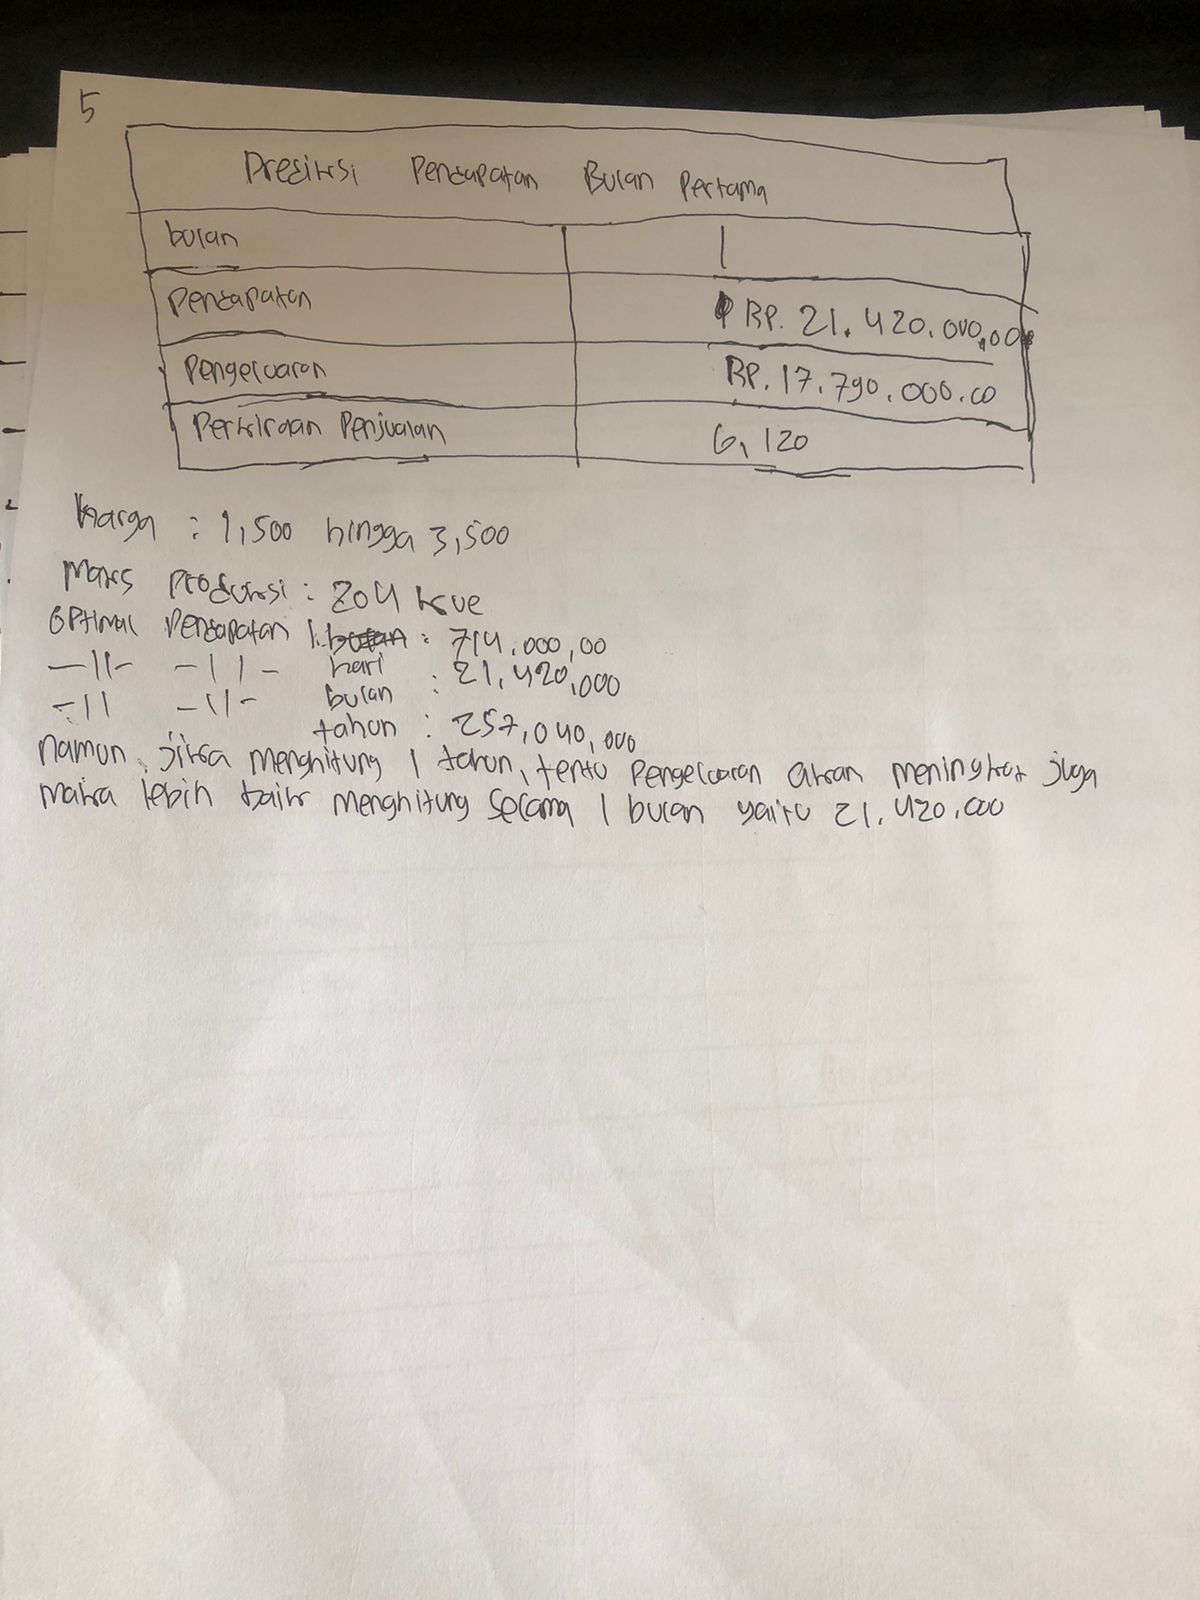 5
Prediksi Pendapatan Bulan Pertama
bulan 1
Pendapatan RP. 21.420.000,00
Pengeluaran RP. 17.790.000.00
Perkiraan Penjualan 6,120
Harga : 1,500 hingga 3,500
Maks Produksi : 204 kue
Optimal Pendapatan 1 hari : 714.000,00
-11- -11- bulan : 21,420,000
-11 -11- tahun : 257,040,000
namun, jika menghitung 1 tahun, tentu Pengeluaran akan meningkat juga
maka lebih baik menghitung selama 1 bulan yaitu 21.420.000